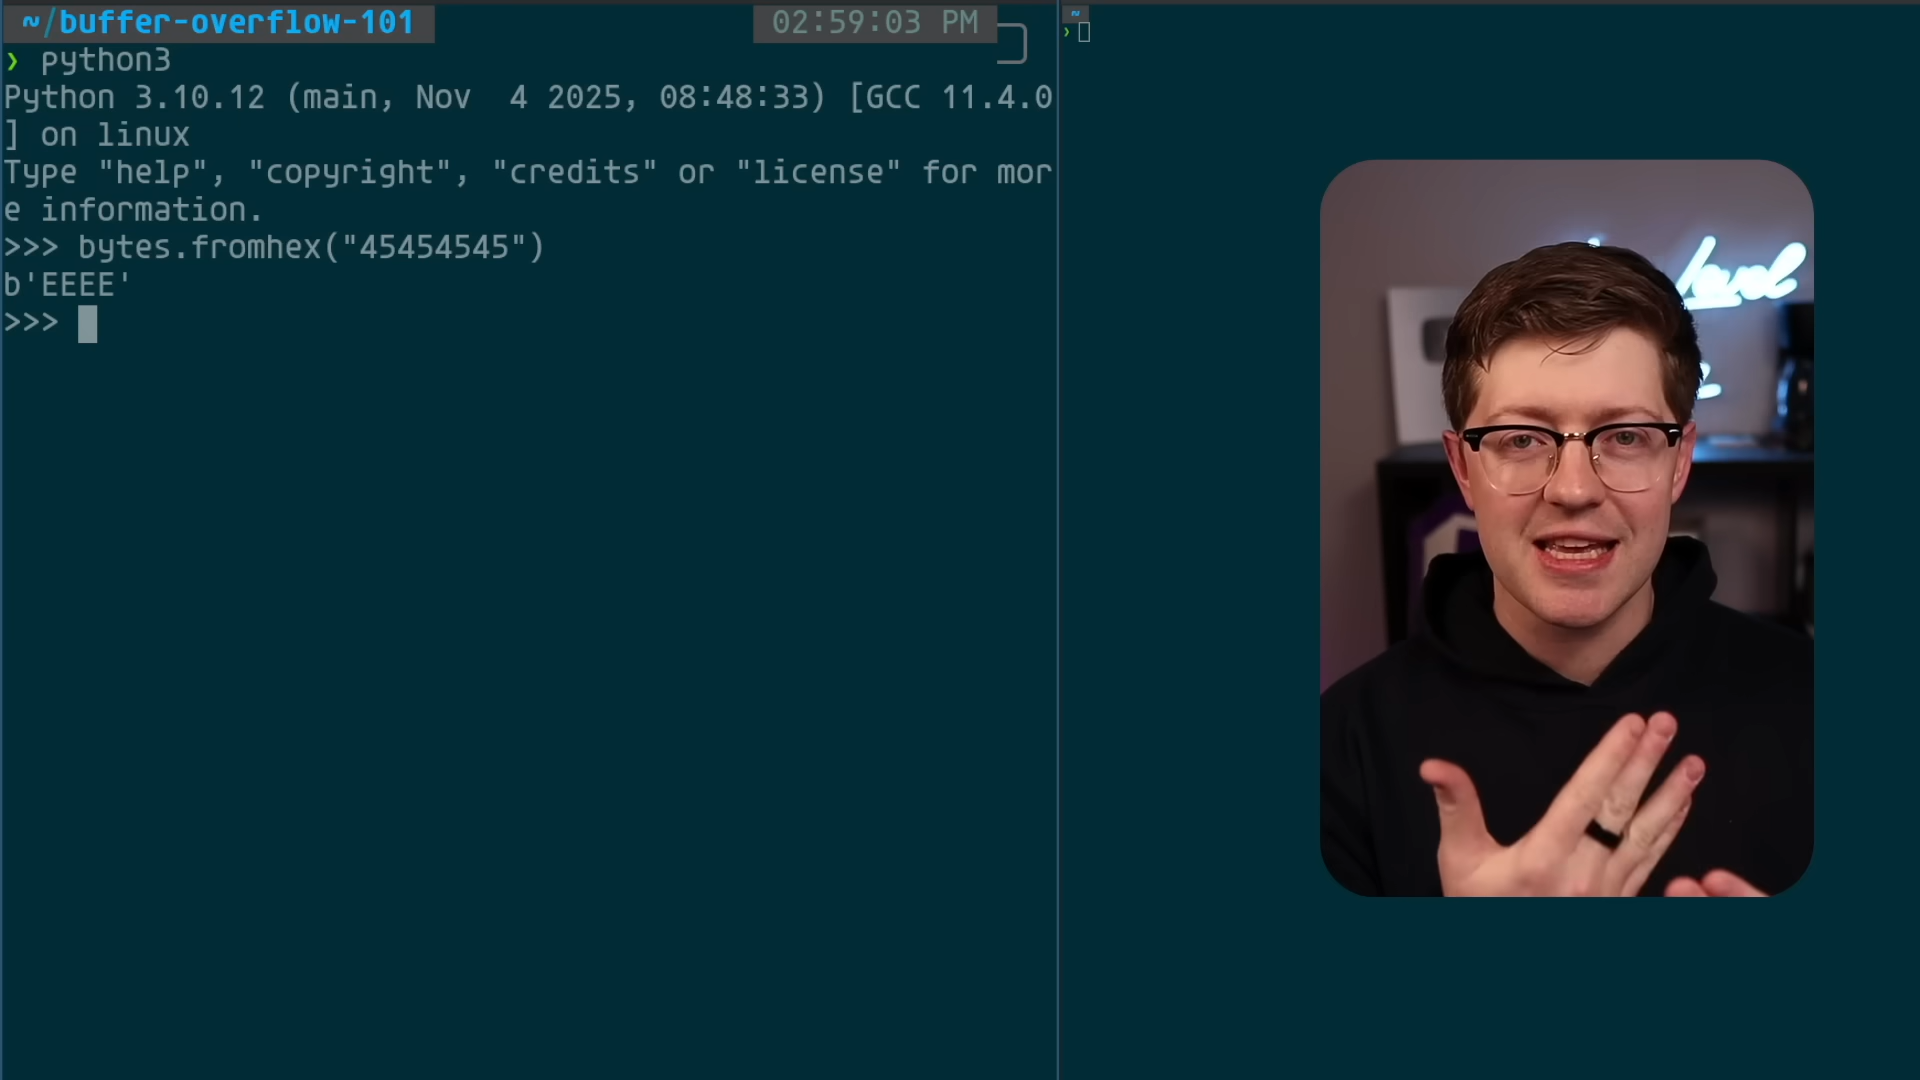 ~/buffer-overflow-101 02:59:03 PM
❯ python3
Python 3.10.12 (main, Nov  4 2025, 08:48:33) [GCC 11.4.0
] on linux
Type "help", "copyright", "credits" or "license" for mor
e information.
>>> bytes.fromhex("45454545")
b'EEEE'
>>>
~
❯
level